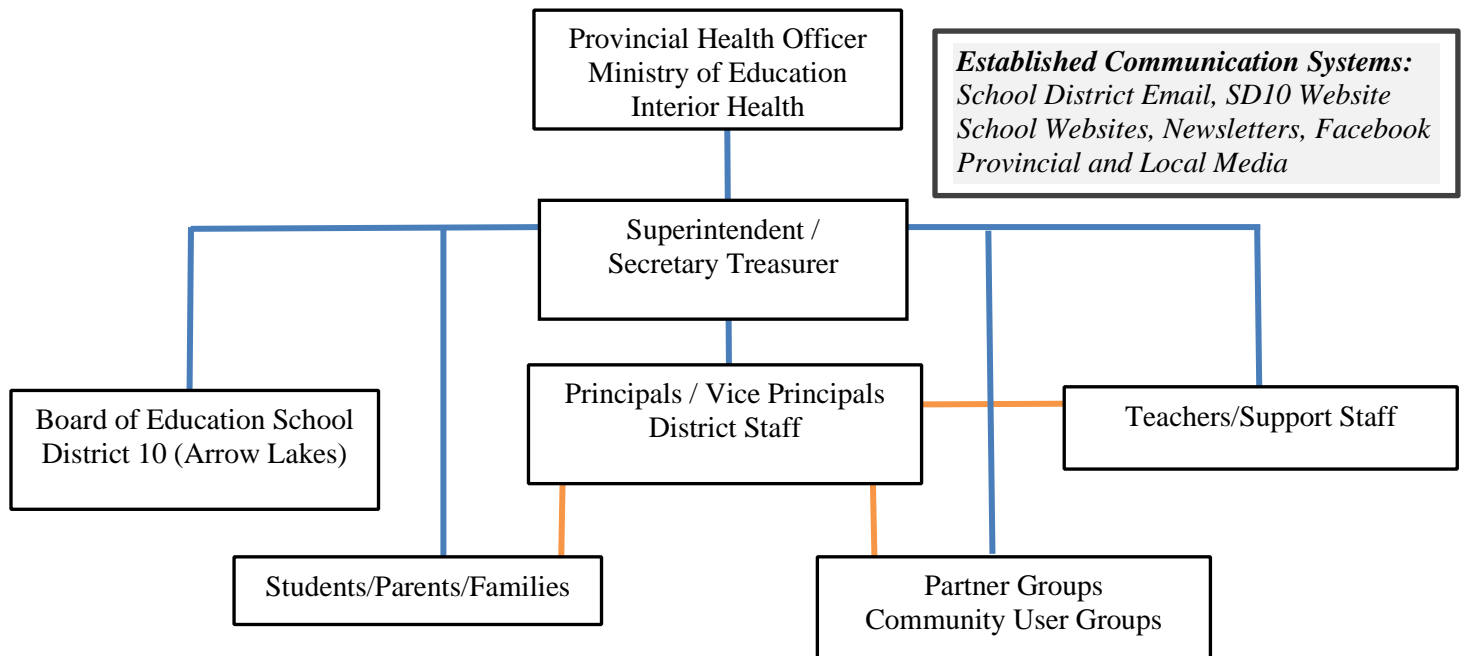 Provincial Health Officer
Ministry of Education
Interior Health
Established Communication Systems:
School District Email, SD10 Website
School Websites, Newsletters, Facebook
Provincial and Local Media
Superintendent /
Secretary Treasurer
Board of Education School
District 10 (Arrow Lakes)
Principals / Vice Principals
District Staff
Teachers/Support Staff
Students/Parents/Families
Partner Groups
Community User Groups